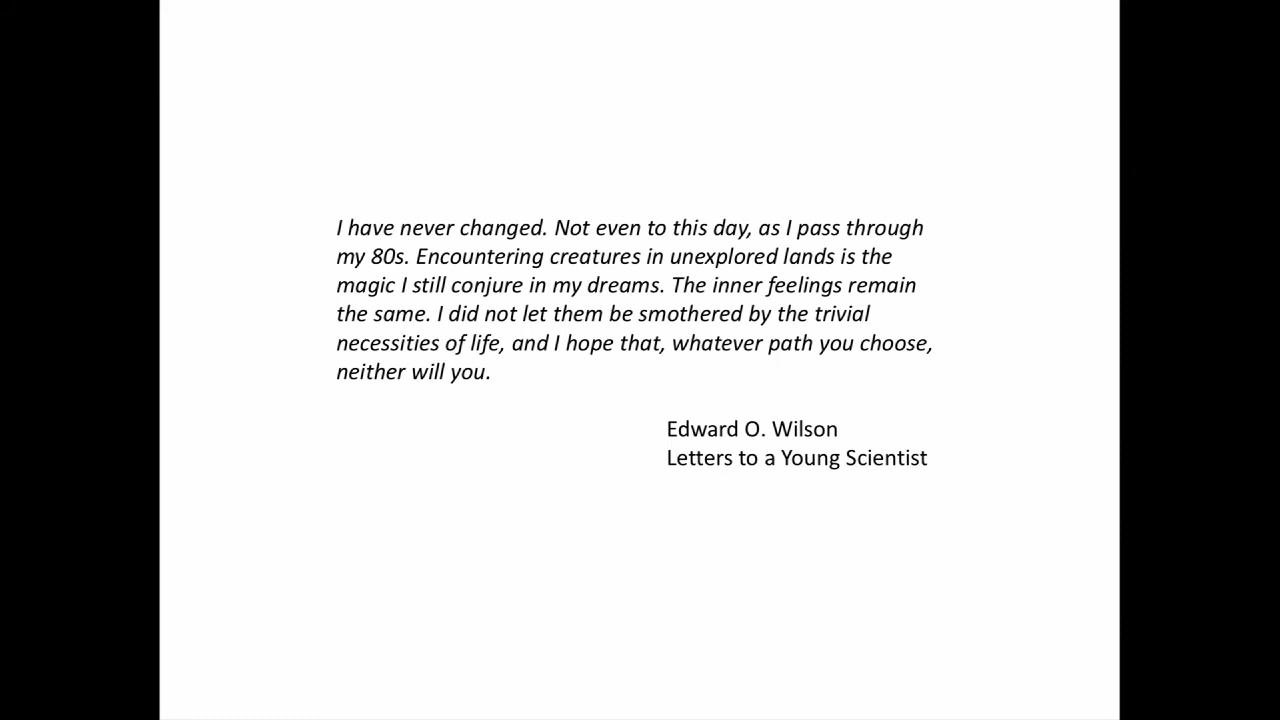 I have never changed. Not even to this day, as I pass through
my 80s. Encountering creatures in unexplored lands is the
magic I still conjure in my dreams. The inner feelings remain
the same. I did not let them be smothered by the trivial
necessities of life, and I hope that, whatever path you choose,
neither will you.
Edward O. Wilson
Letters to a Young Scientist